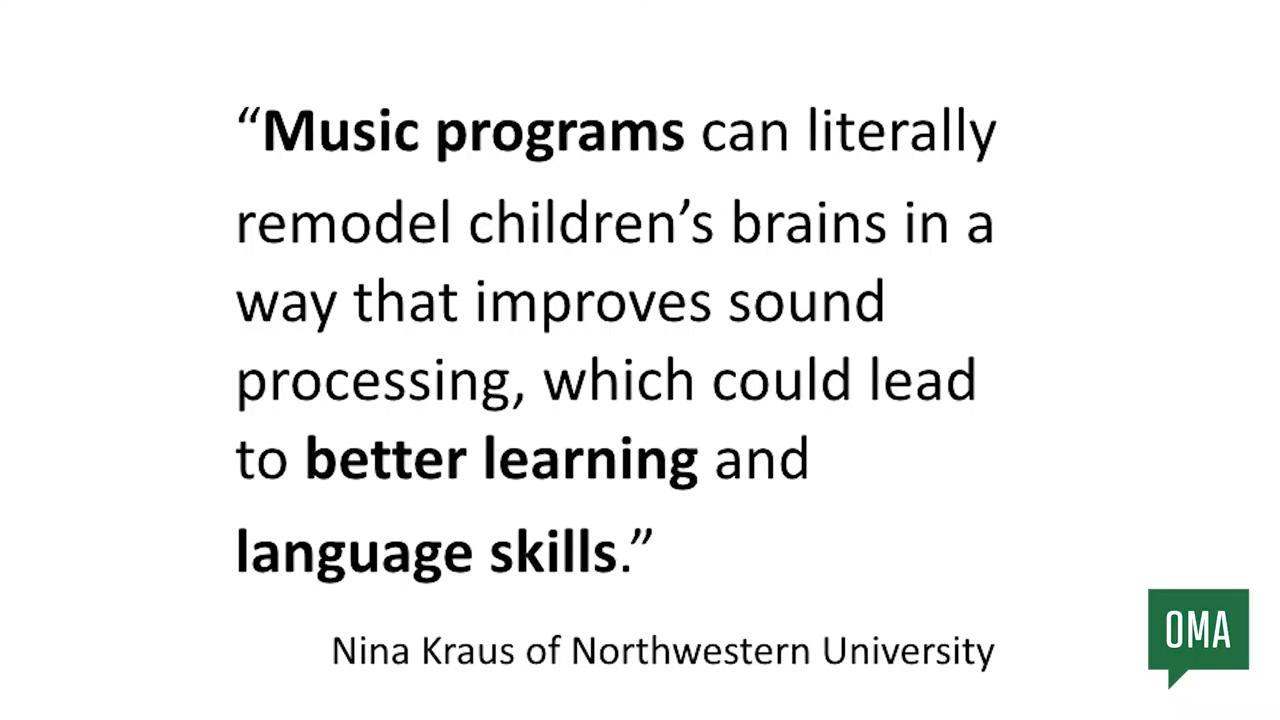 “Music programs can literally
remodel children’s brains in a
way that improves sound
processing, which could lead
to better learning and
language skills.”
Nina Kraus of Northwestern University
OMA